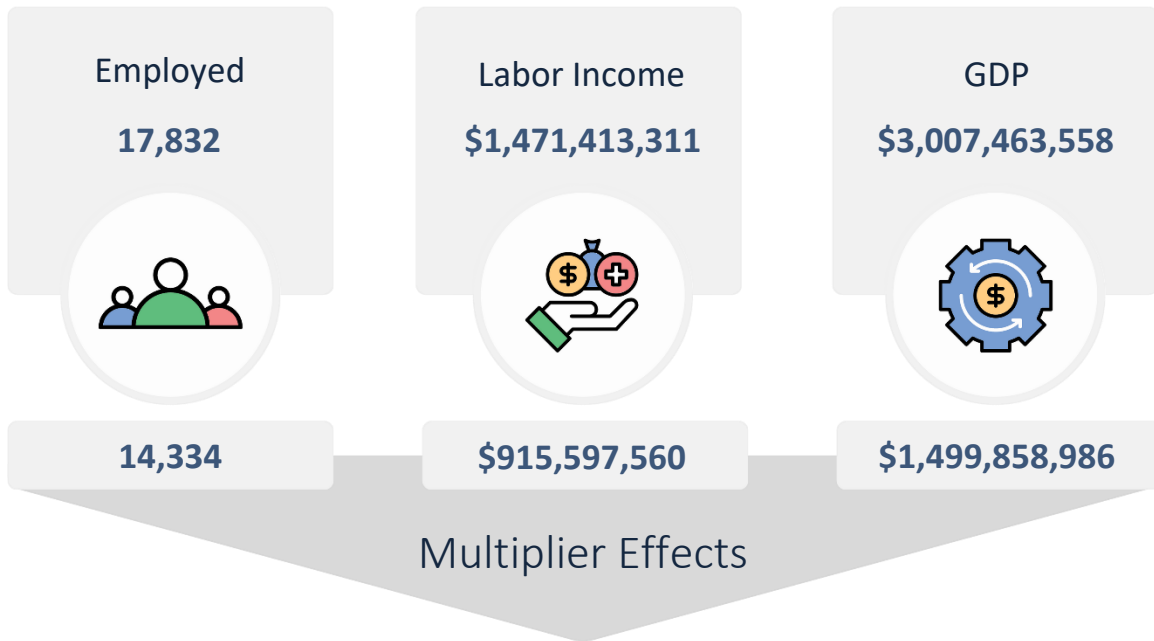 Employed
17,832
Labor Income
$1,471,413,311
GDP
$3,007,463,558
$
$
14,334
$915,597,560
$1,499,858,986
Multiplier Effects